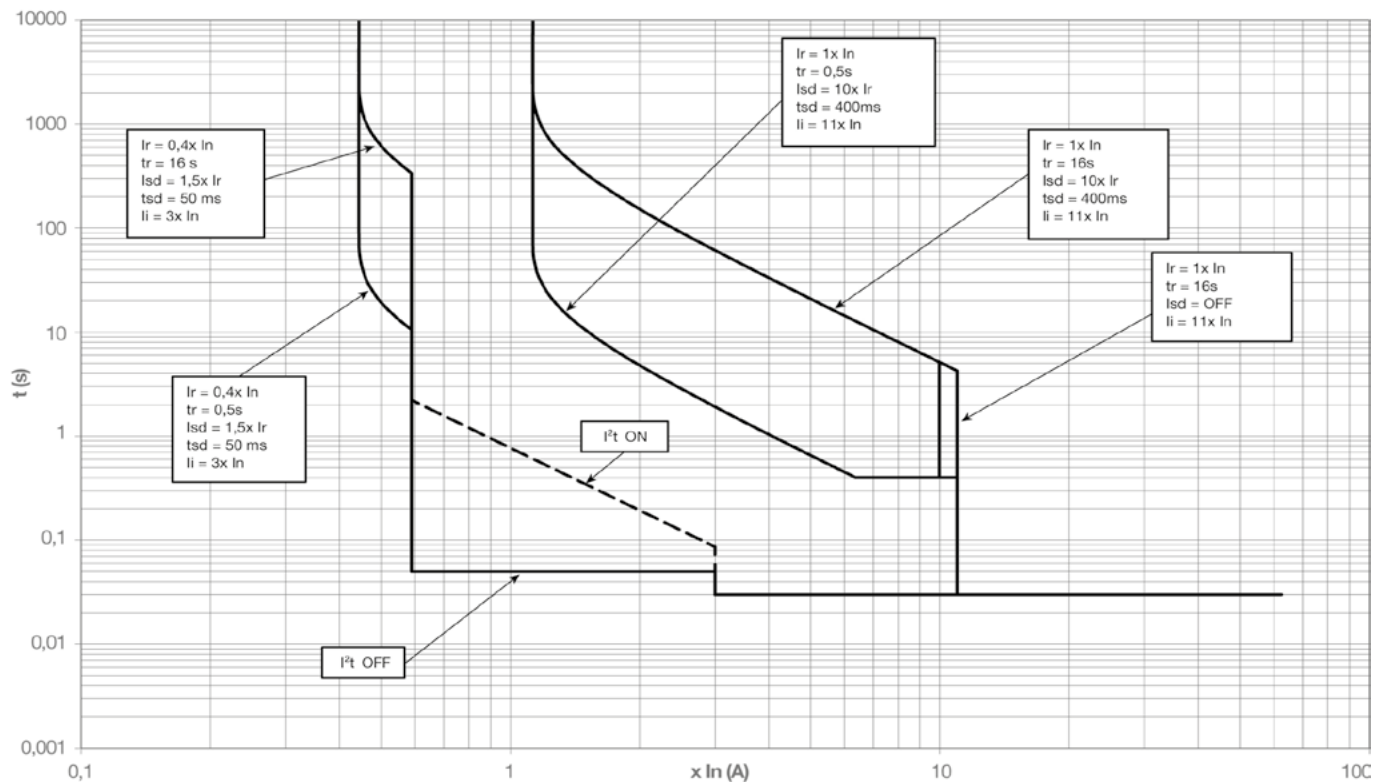 10000
1000
100
10
1
0,1
0,01
0,001
t (s)
0,1
1
10
100
x In (A)
Ir = 0,4x In
tr = 16 s
Isd = 1,5x Ir
tsd = 50 ms
Ii = 3x In
Ir = 0,4x In
tr = 0,5s
Isd = 1,5x Ir
tsd = 50 ms
Ii = 3x In
Ir = 1x In
tr = 0,5s
Isd = 10x Ir
tsd = 400ms
Ii = 11x In
Ir = 1x In
tr = 16s
Isd = 10x Ir
tsd = 400ms
Ii = 11x In
Ir = 1x In
tr = 16s
Isd = OFF
Ii = 11x In
I²t ON
I²t OFF